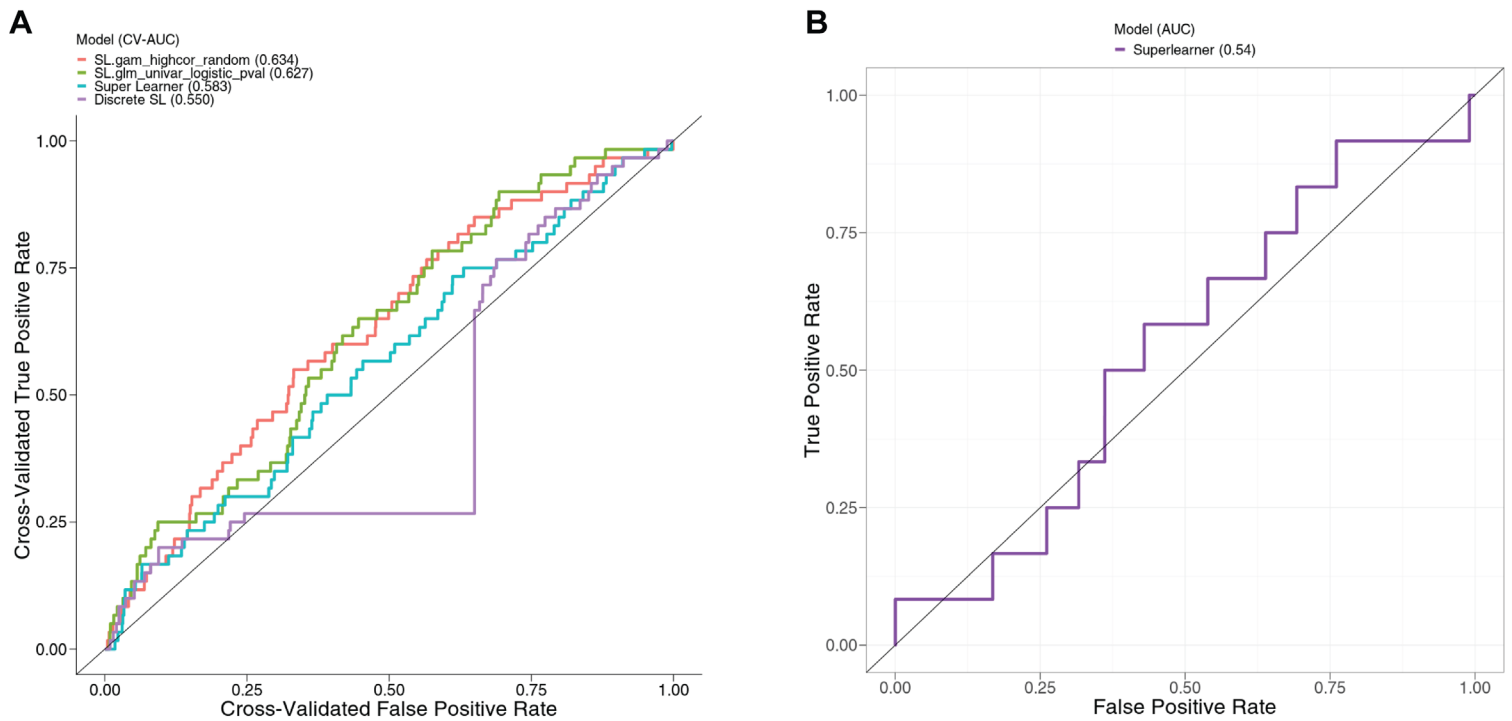 A
Model (CV-AUC)
SL.gam_highcor_random (0.634)
SL.glm_univar_logistic_pval (0.627)
Super Learner (0.583)
Discrete SL (0.550)
Cross-Validated True Positive Rate
1.00
0.75
0.50
0.25
0.00
0.00 0.25 0.50 0.75 1.00
Cross-Validated False Positive Rate
B
Model (AUC)
Superlearner (0.54)
True Positive Rate
1.00
0.75
0.50
0.25
0.00
0.00 0.25 0.50 0.75 1.00
False Positive Rate